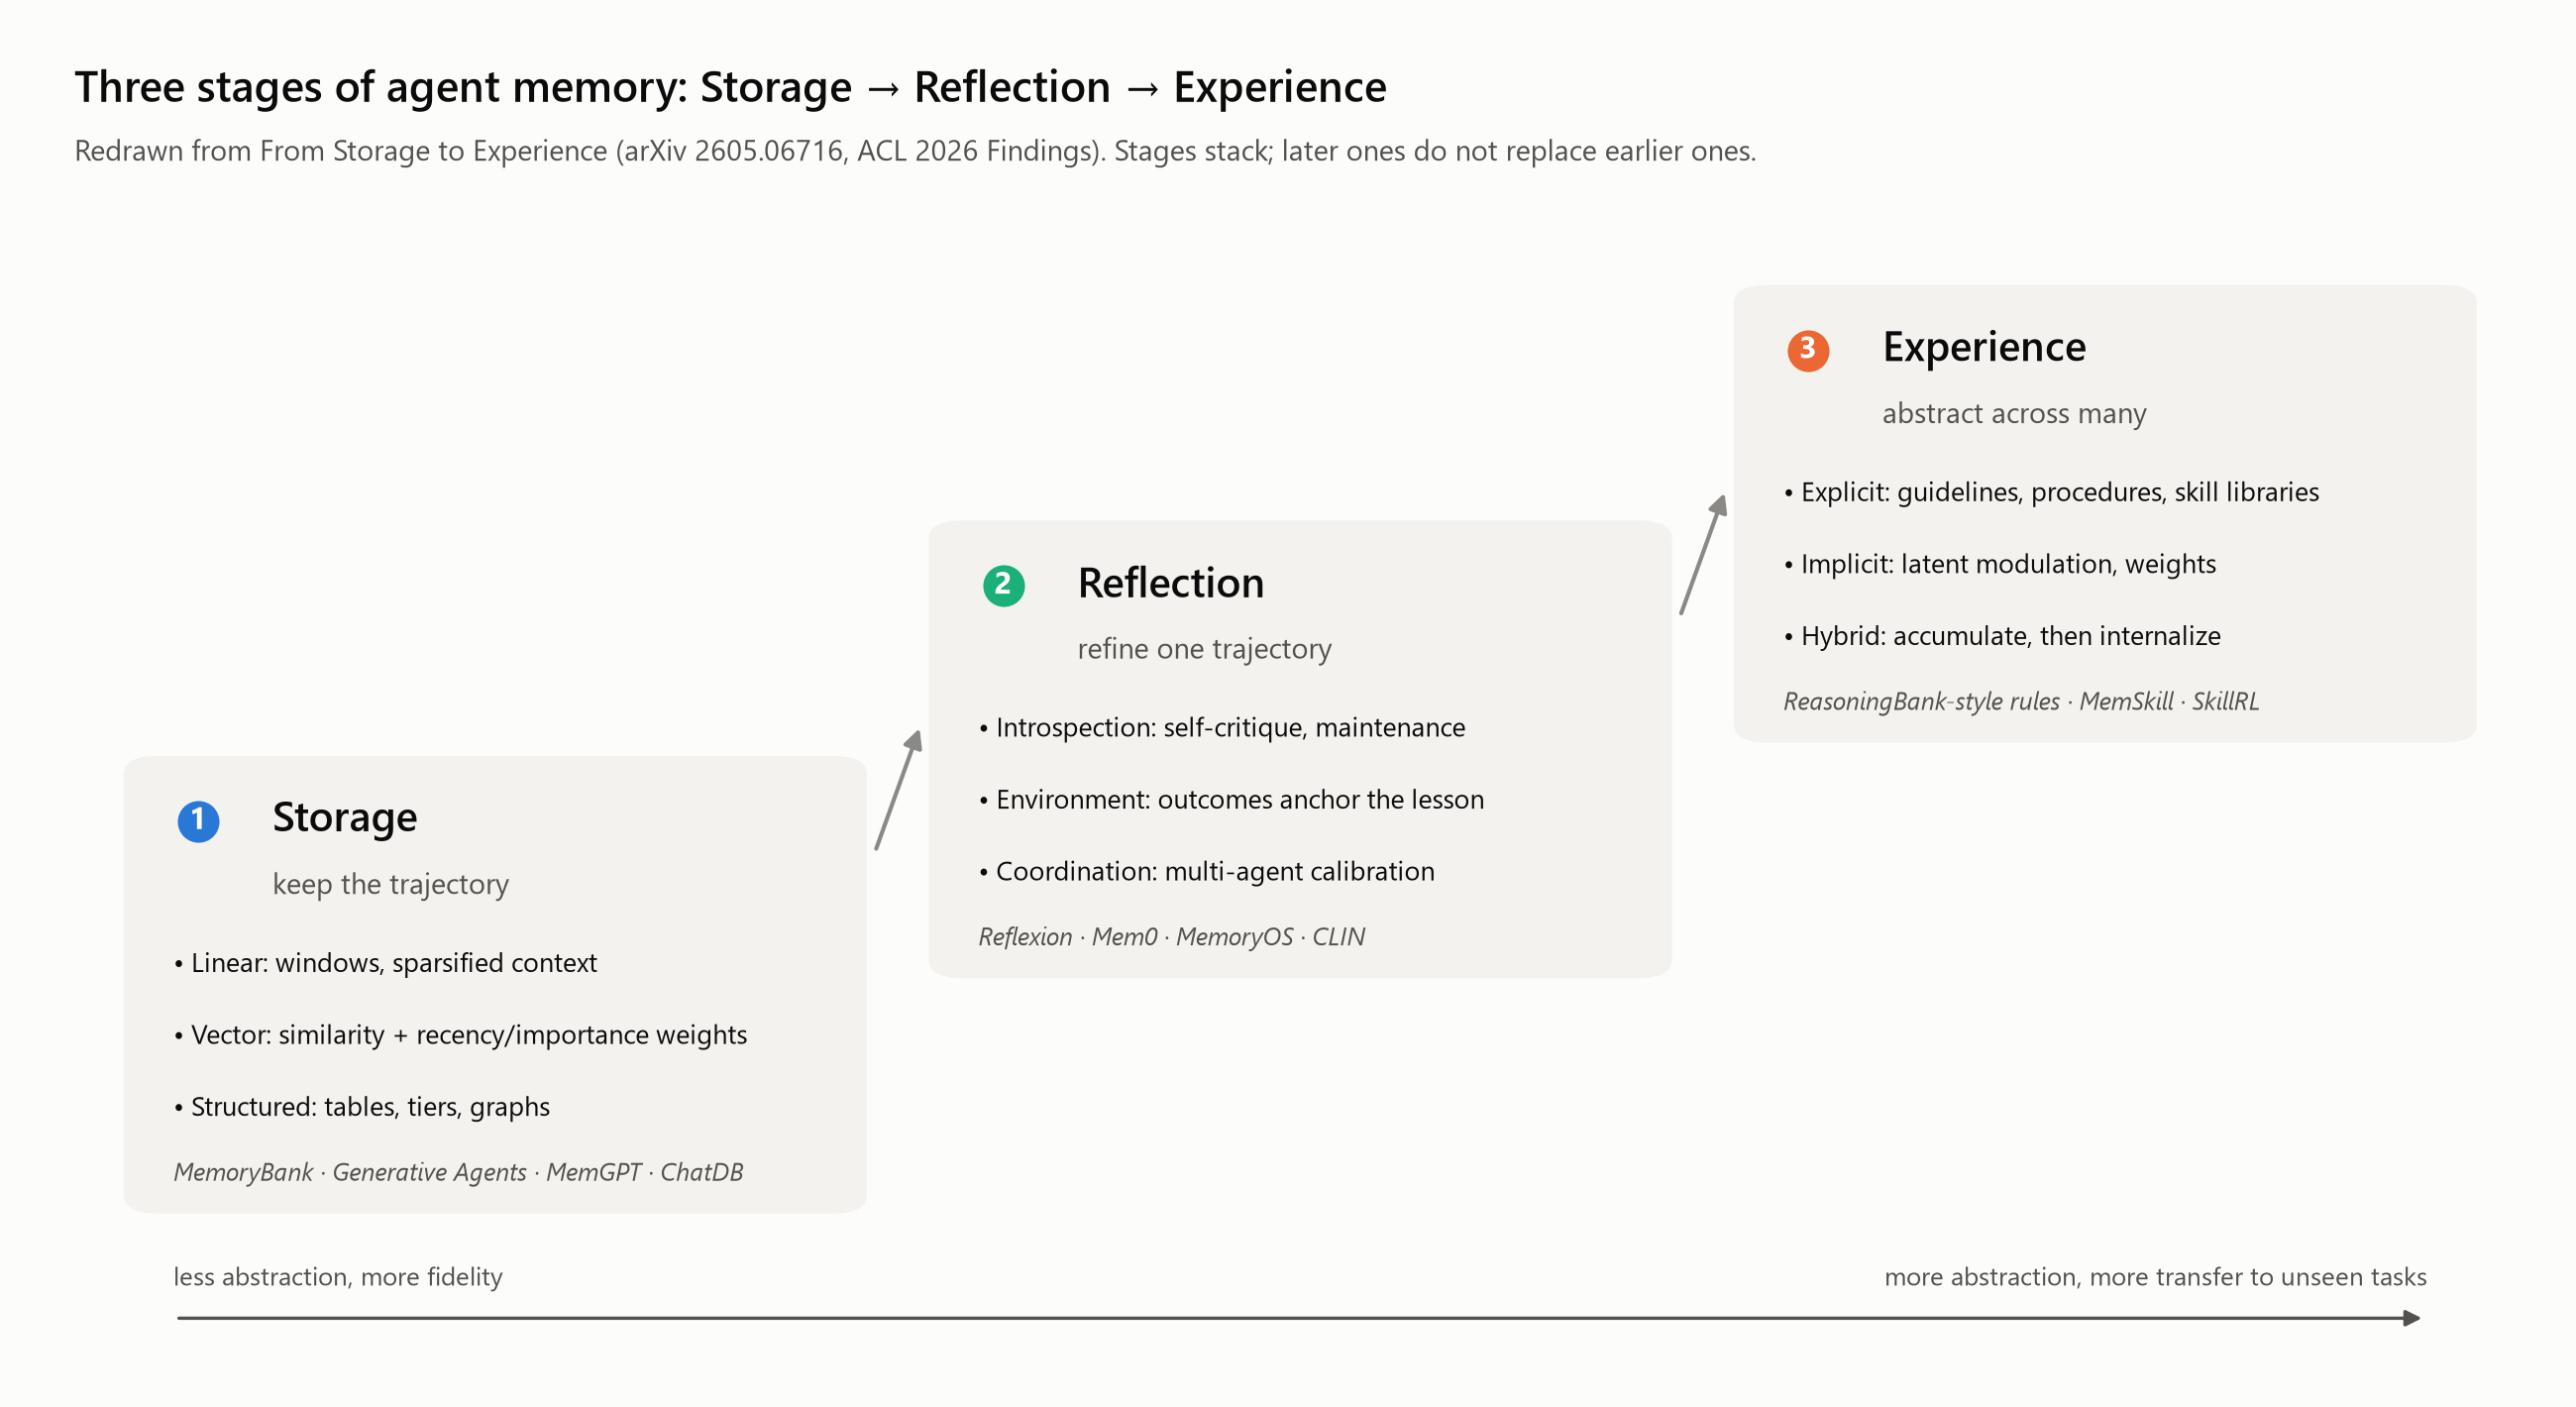 Three stages of agent memory: Storage → Reflection → Experience
Redrawn from From Storage to Experience (arXiv 2605.06716, ACL 2026 Findings). Stages stack; later ones do not replace earlier ones.
1 Storage
keep the trajectory
• Linear: windows, sparsified context
• Vector: similarity + recency/importance weights
• Structured: tables, tiers, graphs
MemoryBank · Generative Agents · MemGPT · ChatDB
2 Reflection
refine one trajectory
• Introspection: self-critique, maintenance
• Environment: outcomes anchor the lesson
• Coordination: multi-agent calibration
Reflexion · Mem0 · MemoryOS · CLIN
3 Experience
abstract across many
• Explicit: guidelines, procedures, skill libraries
• Implicit: latent modulation, weights
• Hybrid: accumulate, then internalize
ReasoningBank-style rules · MemSkill · SkillRL
less abstraction, more fidelity
more abstraction, more transfer to unseen tasks